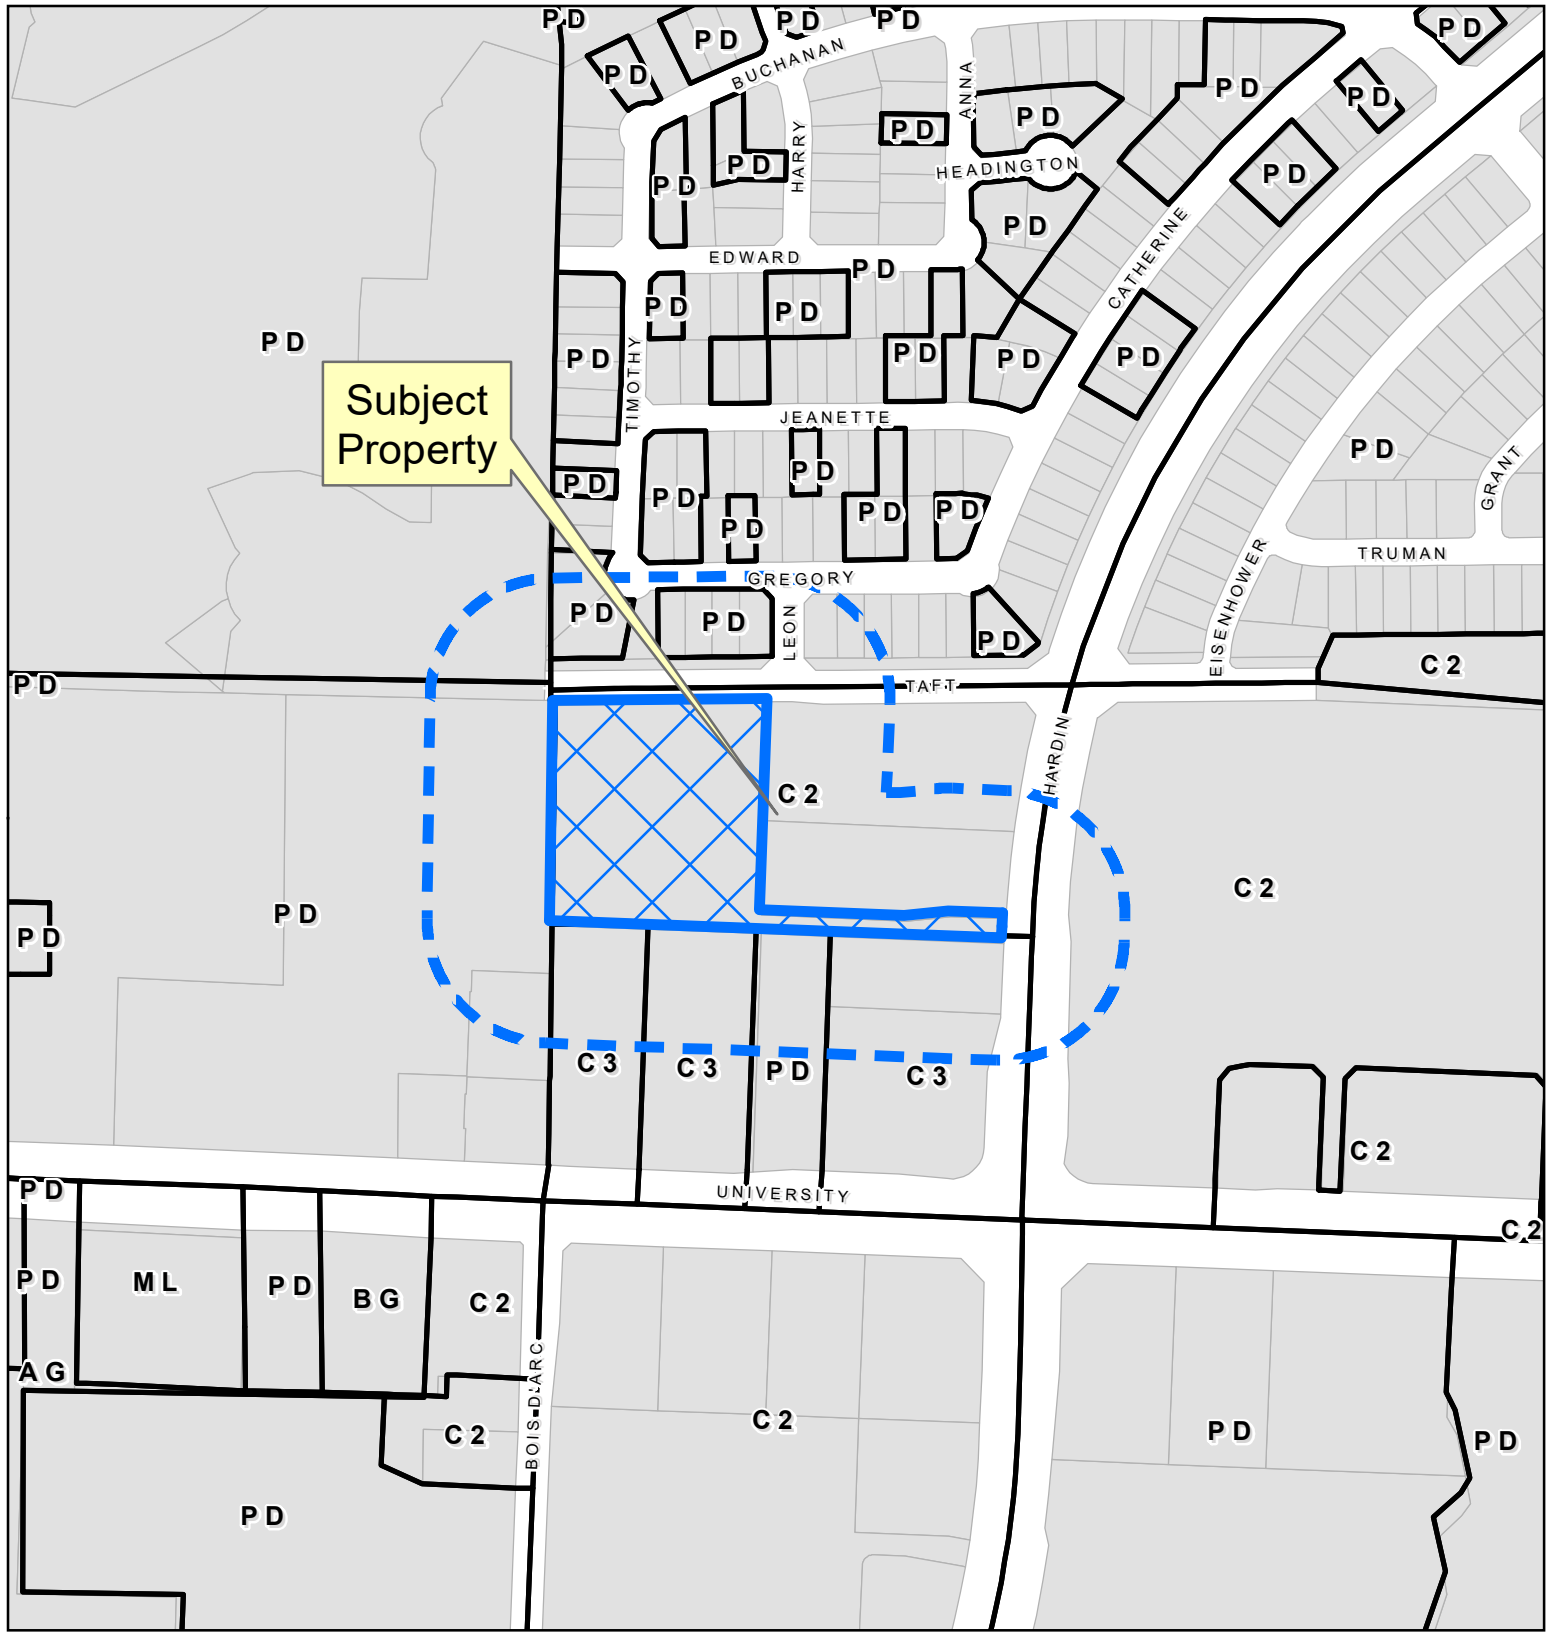 PD
PD
PD
PD
PD
PD
BUCHANAN
ANNA
PD
PD
PD
PD
HARRY
PD
PD
HEADINGTON
PD
PD
PD
CATHERINE
EDWARD
PD
PD
PD
PD
PD
PD
PD
PD
TIMOTHY
Subject
Property
JEANETTE
PD
GRANT
PD
PD
PD
PD
PD
PD
EISENHOWER
TRUMAN
GREGORY
PD
PD
LEON
PD
C2
PD
TAFT
HARDIN
C2
C2
PD
PD
C3
C3
PD
C3
C2
PD
UNIVERSITY
C2
PD
ML
PD
BG
C2
AG
BOIS D'ARC
C2
C2
PD
PD
PD